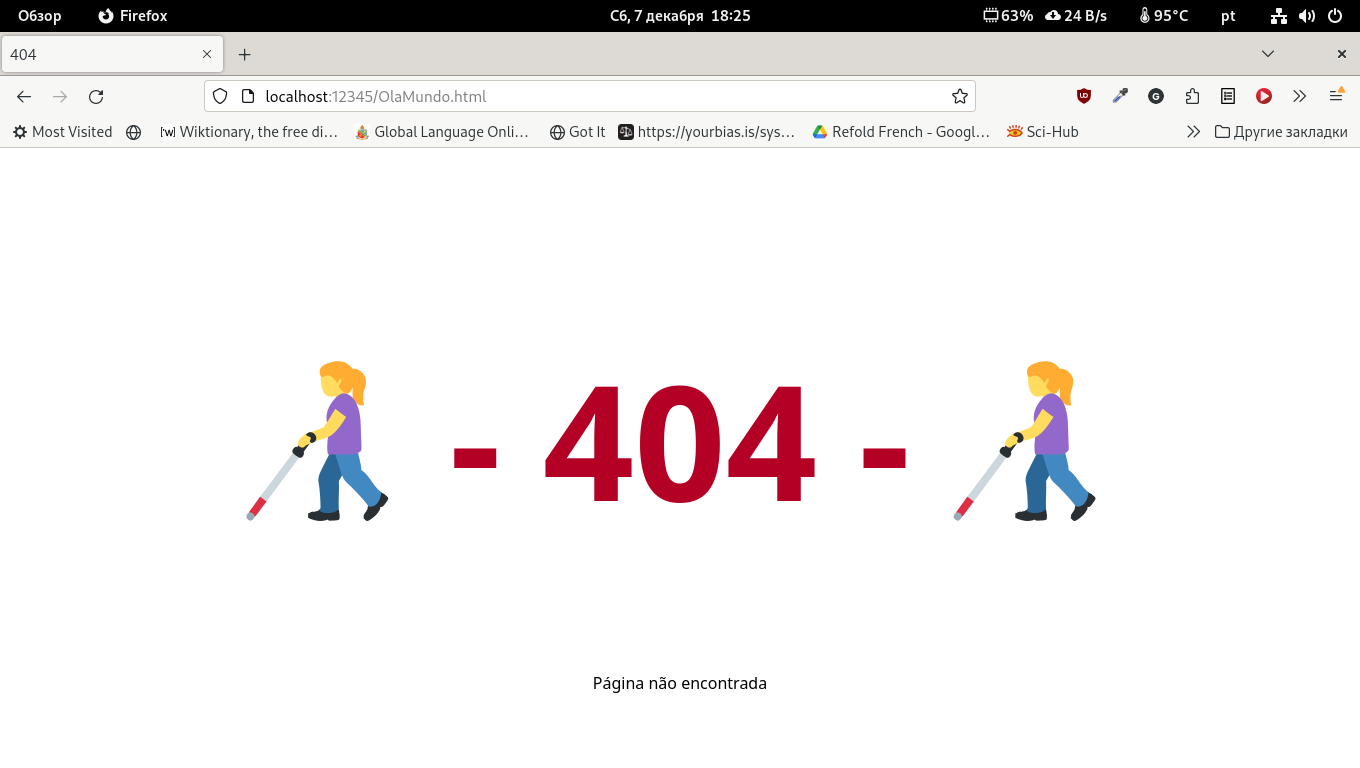 Обзор Firefox Сб, 7 декабря 18:25 63% 24 B/s 95°C pt
404
localhost:12345/OlaMundo.html
Most Visited Wiktionary, the free di… Global Language Onli… Got It https://yourbias.is/sys… Refold French - Googl… Sci-Hub Другие закладки
- 404 -
Página não encontrada